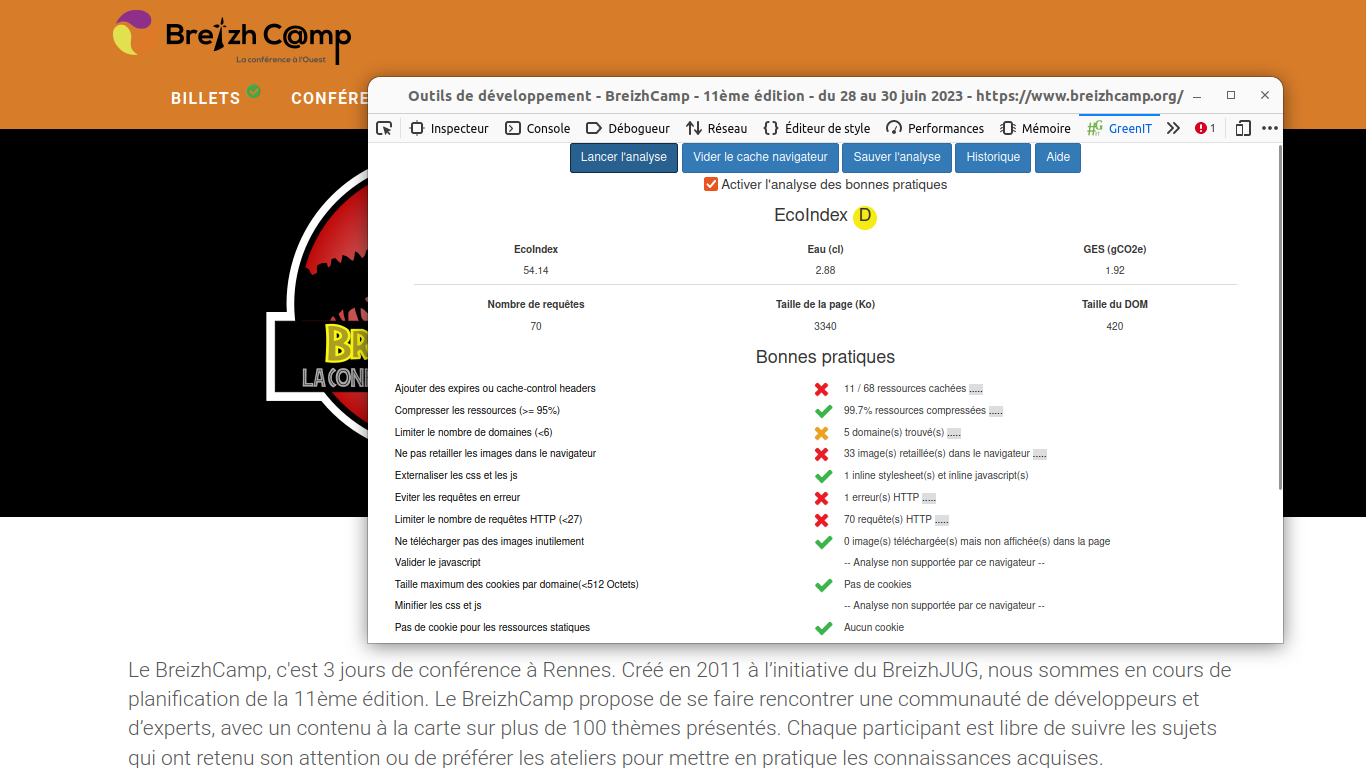 Breizh C@mp
La conférence à l'Ouest
BILLETS CONFÉRE
Outils de développement - BreizhCamp - 11ème édition - du 28 au 30 juin 2023 - https://www.breizhcamp.org/
Inspecteur Console Débogueur Réseau Éditeur de style Performances Mémoire GreenIT 1
Lancer l'analyse Vider le cache navigateur Sauver l'analyse Historique Aide
Activer l'analyse des bonnes pratiques
EcoIndex D
EcoIndex Eau (cl) GES (gCO2e)
54.14 2.88 1.92
Nombre de requêtes Taille de la page (Ko) Taille du DOM
70 3340 420
Bonnes pratiques
Ajouter des expires ou cache-control headers 11 / 68 ressources cachées .....
Compresser les ressources (>= 95%) 99.7% ressources compressées .....
Limiter le nombre de domaines (<6) 5 domaine(s) trouvé(s) .....
Ne pas retailler les images dans le navigateur 33 image(s) retaillée(s) dans le navigateur .....
Externaliser les css et les js 1 inline stylesheet(s) et inline javascript(s)
Eviter les requêtes en erreur 1 erreur(s) HTTP .....
Limiter le nombre de requêtes HTTP (<27) 70 requête(s) HTTP .....
Ne télécharger pas des images inutilement 0 image(s) téléchargée(s) mais non affichée(s) dans la page
Valider le javascript -- Analyse non supportée par ce navigateur --
Taille maximum des cookies par domaine(<512 Octets) Pas de cookies
Minifier les css et js -- Analyse non supportée par ce navigateur --
Pas de cookie pour les ressources statiques Aucun cookie
BR
LA CON
Le BreizhCamp, c'est 3 jours de conférence à Rennes. Créé en 2011 à l’initiative du BreizhJUG, nous sommes en cours de
planification de la 11ème édition. Le BreizhCamp propose de se faire rencontrer une communauté de développeurs et
d’experts, avec un contenu à la carte sur plus de 100 thèmes présentés. Chaque participant est libre de suivre les sujets
qui ont retenu son attention ou de préférer les ateliers pour mettre en pratique les connaissances acquises.